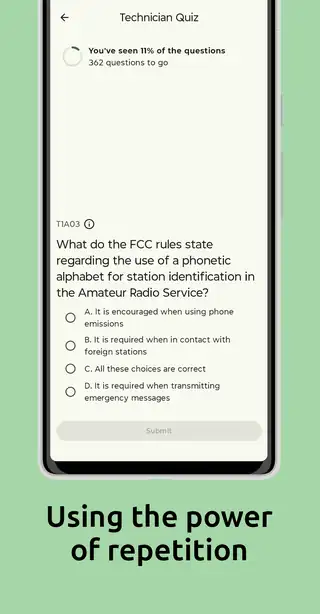 Technician Quiz
You've seen 11% of the questions
362 questions to go
T1A03
What do the FCC rules state
regarding the use of a phonetic
alphabet for station identification in
the Amateur Radio Service?
A. It is encouraged when using phone
emissions
B. It is required when in contact with
foreign stations
C. All these choices are correct
D. It is required when transmitting
emergency messages
Submit
Using the power
of repetition